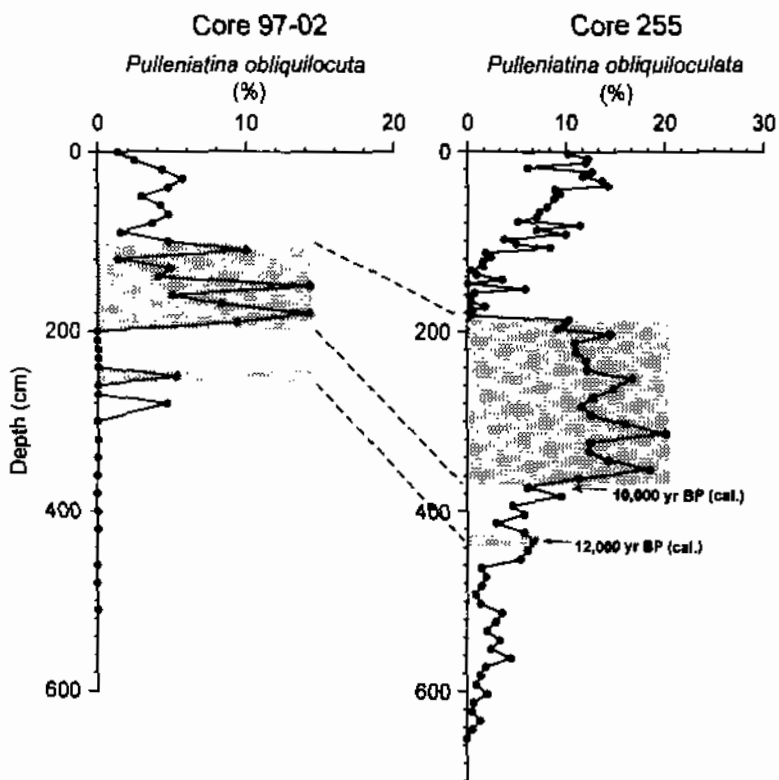 Core 97-02
Pulleniatina obliquilocuta
(%)
0 10 20
0
200
400
600
Depth (cm)
Core 255
Pulleniatina obliquiloculata
(%)
0 10 20 30
0
200
400
600
10,000 yr BP (cal.)
12,000 yr BP (cal.)